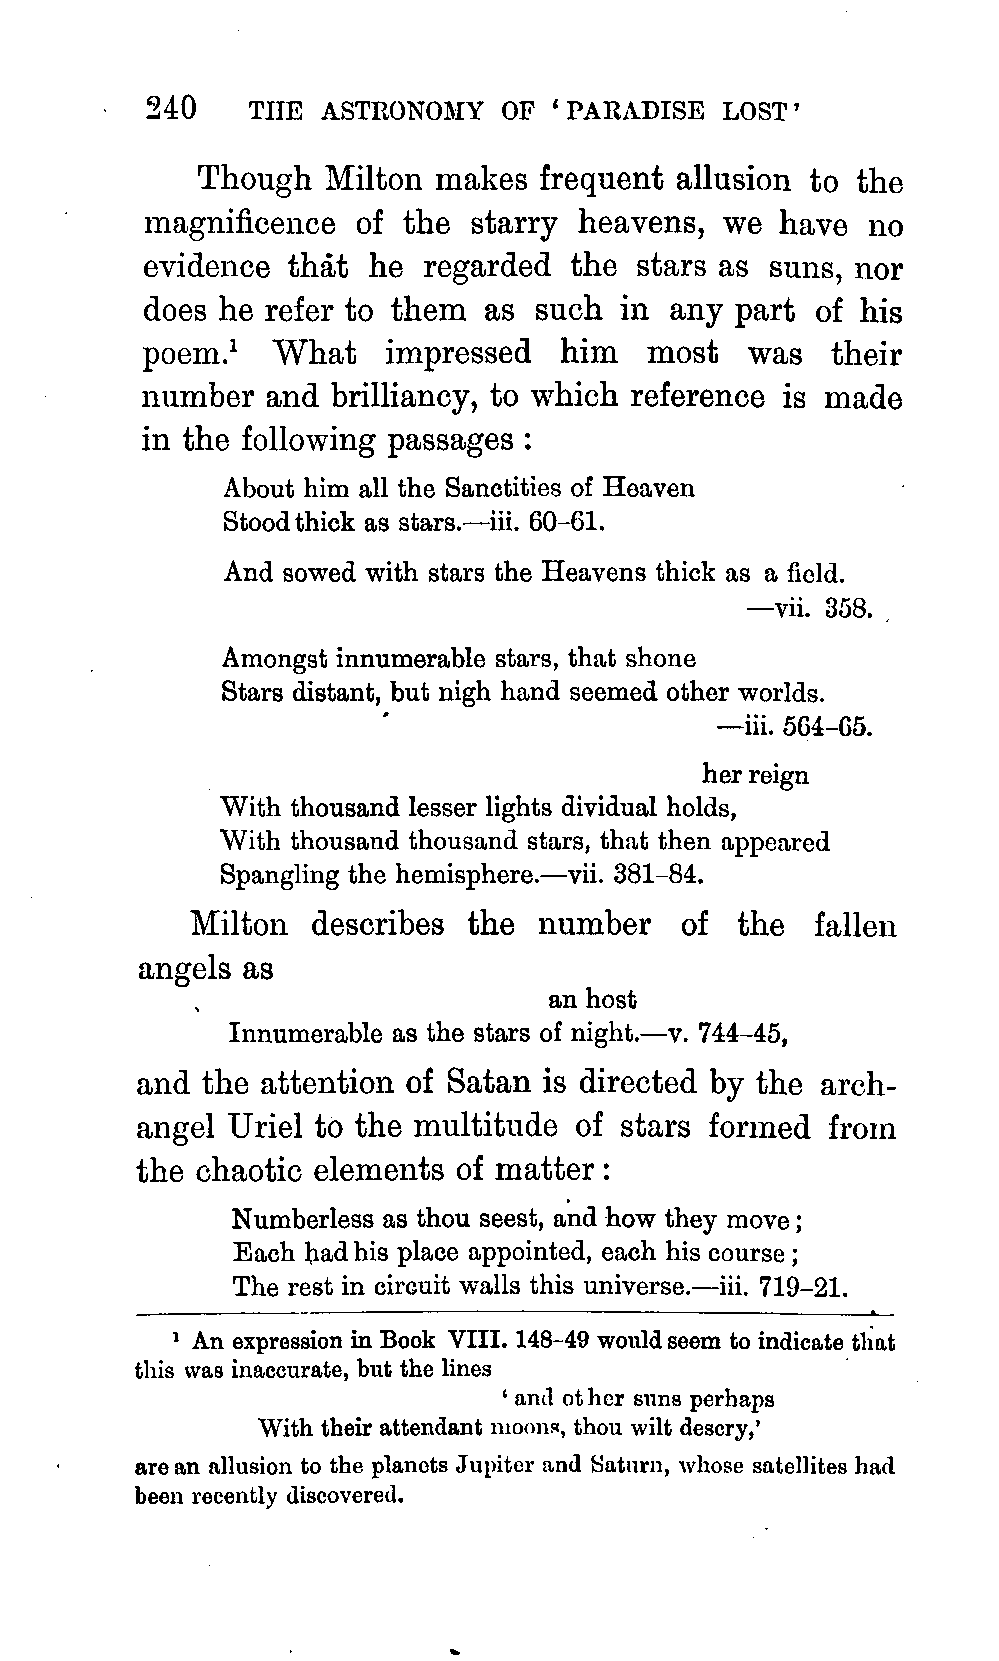 240 THE ASTRONOMY OF ‘PARADISE LOST’
Though Milton makes frequent allusion to the
magnificence of the starry heavens, we have no
evidence that he regarded the stars as suns, nor
does he refer to them as such in any part of his
poem.¹ What impressed him most was their
number and brilliancy, to which reference is made
in the following passages :
About him all the Sanctities of Heaven
Stood thick as stars.—iii. 60–61.
And sowed with stars the Heavens thick as a field.
—vii. 358.
Amongst innumerable stars, that shone
Stars distant, but nigh hand seemed other worlds.
—iii. 564–65.
her reign
With thousand lesser lights dividual holds,
With thousand thousand stars, that then appeared
Spangling the hemisphere.—vii. 381–84.
Milton describes the number of the fallen
angels as
an host
Innumerable as the stars of night.—v. 744–45,
and the attention of Satan is directed by the arch-
angel Uriel to the multitude of stars formed from
the chaotic elements of matter :
Numberless as thou seest, and how they move ;
Each had his place appointed, each his course ;
The rest in circuit walls this universe.—iii. 719–21.
¹ An expression in Book VIII. 148–49 would seem to indicate that
this was inaccurate, but the lines
‘ and other suns perhaps
With their attendant moons, thou wilt descry,’
are an allusion to the planets Jupiter and Saturn, whose satellites had
been recently discovered.